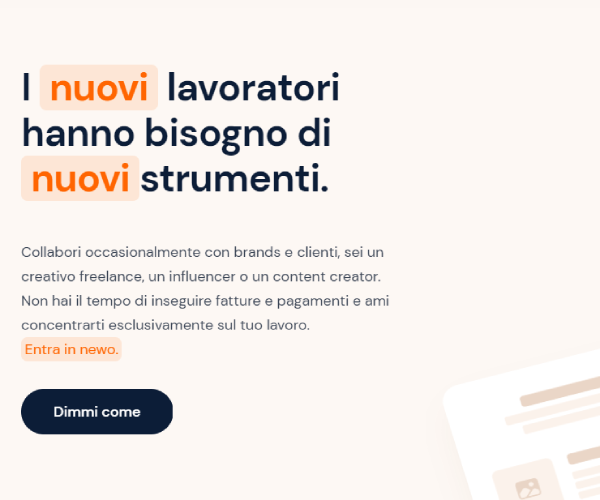 I nuovi lavoratori
hanno bisogno di
nuovi strumenti.
Collabori occasionalmente con brands e clienti, sei un
creativo freelance, un influencer o un content creator.
Non hai il tempo di inseguire fatture e pagamenti e ami
concentrarti esclusivamente sul tuo lavoro.
Entra in newo.
Dimmi come